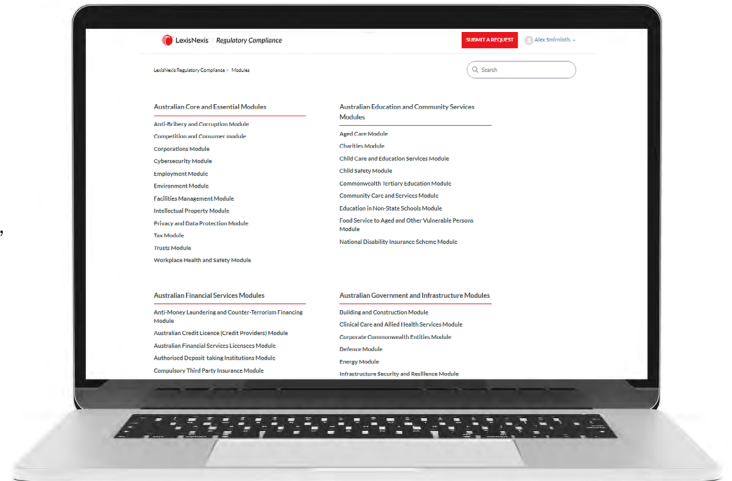 LexisNexis | Regulatory Compliance
SUBMIT A REQUEST
Alex Smirniotis
LexisNexis Regulatory Compliance > Modules
Search
Australian Core and Essential Modules
Anti-Bribery and Corruption Module
Competition and Consumer module
Corporations Module
Cybersecurity Module
Employment Module
Environment Module
Facilities Management Module
Intellectual Property Module
Privacy and Data Protection Module
Tax Module
Trusts Module
Workplace Health and Safety Module
Australian Education and Community Services
Modules
Aged Care Module
Charities Module
Child Care and Education Services Module
Child Safety Module
Commonwealth Tertiary Education Module
Community Care and Services Module
Education in Non-State Schools Module
Food Service to Aged and Other Vulnerable Persons
Module
National Disability Insurance Scheme Module
Australian Financial Services Modules
Anti-Money Laundering and Counter-Terrorism Financing
Module
Australian Credit Licence (Credit Providers) Module
Australian Financial Services Licensees Module
Authorised Deposit-taking Institutions Module
Compulsory Third Party Insurance Module
Australian Government and Infrastructure Modules
Building and Construction Module
Clinical Care and Allied Health Services Module
Corporate Commonwealth Entities Module
Defence Module
Energy Module
Infrastructure Security and Resilience Module